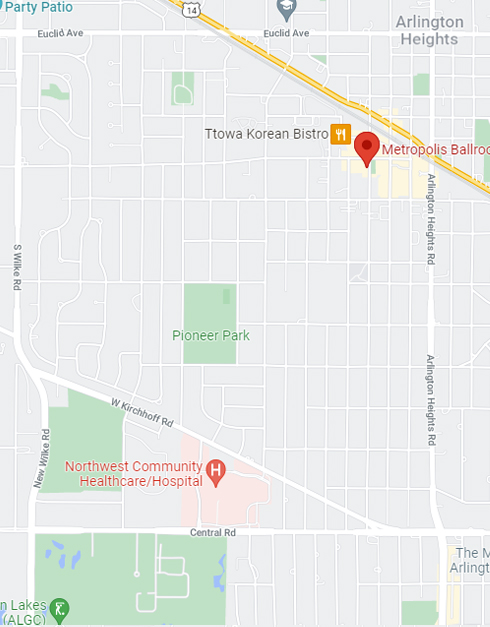 Party Patio
14
Arlington
Heights
Euclid Ave
Euclid Ave
Ttowa Korean Bistro
Metropolis Ballroo
Arlington Heights Rd
S Wilke Rd
Pioneer Park
Arlington Heights Rd
W Kirchhoff Rd
New Wilke Rd
Northwest Community
Healthcare/Hospital
H
Central Rd
The M
Arlingt
n Lakes
(ALGC)